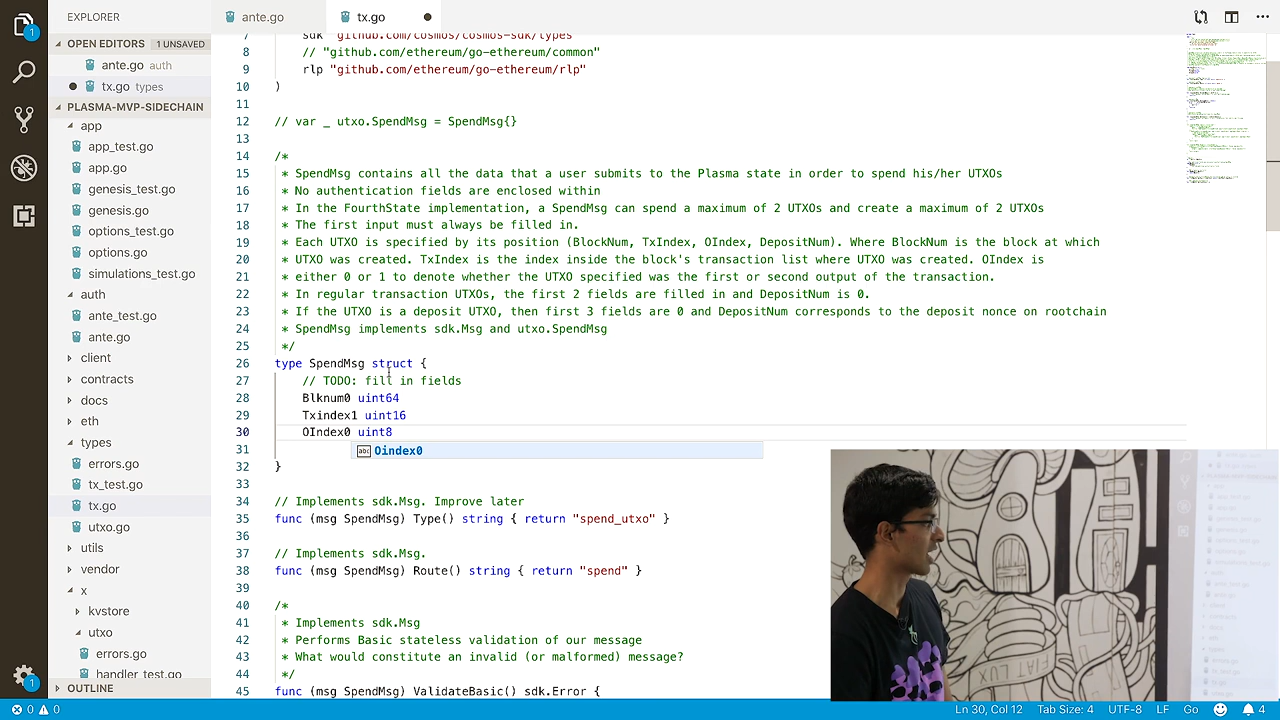 EXPLORER
OPEN EDITORS 1 UNSAVED
ante.go auth
tx.go types
PLASMA-MVP-SIDECHAIN
app
app_test.go
app.go
genesis_test.go
genesis.go
options_test.go
options.go
simulations_test.go
auth
ante_test.go
ante.go
client
contracts
docs
eth
types
errors.go
tx_test.go
tx.go
utxo.go
utils
vendor
x
kvstore
utxo
errors.go
handler_test.go
OUTLINE
1
1
ante.go
tx.go
7 sdk "github.com/cosmos/cosmos-sdk/types"
8 // "github.com/ethereum/go-ethereum/common"
9 rlp "github.com/ethereum/go-ethereum/rlp"
10 )
11
12 // var _ utxo.SpendMsg = SpendMsg{}
13
14 /*
15 * SpendMsg contains all the data that a user submits to the Plasma state in order to spend his/her UTXOs
16 * No authentication fields enclosed within
17 * In the FourthState implementation, a SpendMsg can spend a maximum of 2 UTXOs and create a maximum of 2 UTXOs
18 * The first input must always be filled in.
19 * Each UTXO is specified by its position (BlockNum, TxIndex, OIndex, DepositNum). Where BlockNum is the block at which
20 * UTXO was created. TxIndex is the index inside the block's transaction list where UTXO was created. OIndex is
21 * either 0 or 1 to denote whether the UTXO specified was the first or second output of the transaction.
22 * In regular transaction UTXOs, the first 2 fields are filled in and DepositNum is 0.
23 * If the UTXO is a deposit UTXO, then first 3 fields are 0 and DepositNum corresponds to the deposit nonce on rootchain
24 * SpendMsg implements sdk.Msg and utxo.SpendMsg
25 */
26 type SpendMsg struct {
27 // TODO: fill in fields
28 Blknum0 uint64
29 Txindex1 uint16
30 OIndex0 uint8
31 abc Oindex0
32 }
33
34 // Implements sdk.Msg. Improve later
35 func (msg SpendMsg) Type() string { return "spend_utxo" }
36
37 // Implements sdk.Msg.
38 func (msg SpendMsg) Route() string { return "spend" }
39
40 /*
41 * Implements sdk.Msg
42 * Performs Basic stateless validation of our message
43 * What would constitute an invalid (or malformed) message?
44 */
45 func (msg SpendMsg) ValidateBasic() sdk.Error {
0 0 Ln 30, Col 12 Tab Size: 4 UTF-8 LF Go 4